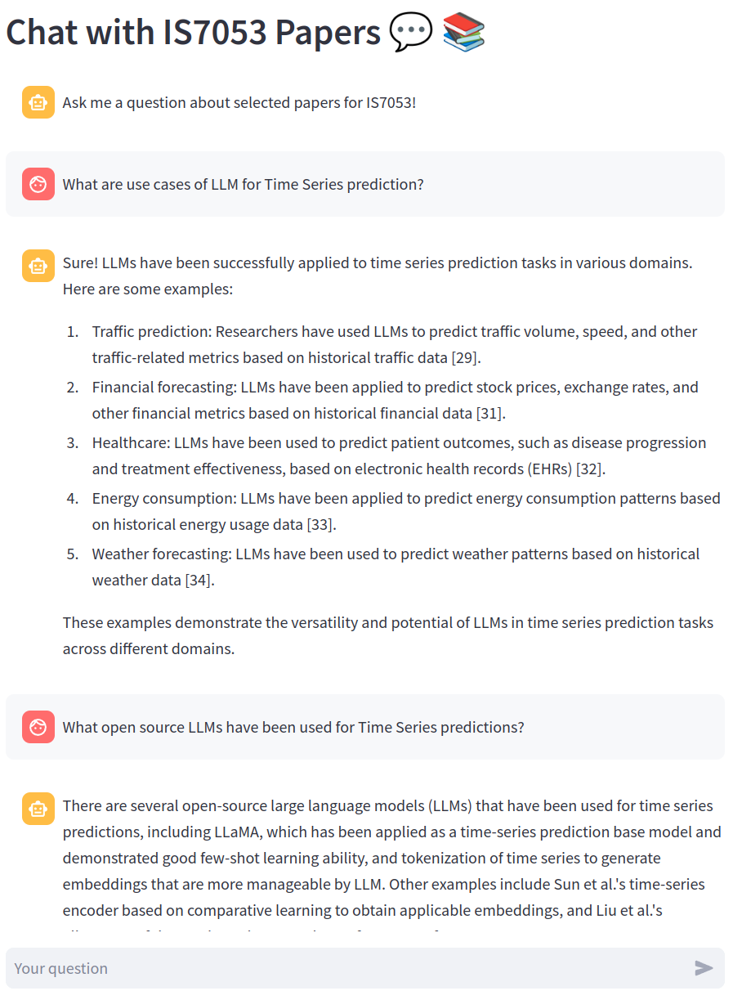 Chat with IS7053 Papers 💬 📚
Ask me a question about selected papers for IS7053!
What are use cases of LLM for Time Series prediction?
Sure! LLMs have been successfully applied to time series prediction tasks in various domains.
Here are some examples:
1. Traffic prediction: Researchers have used LLMs to predict traffic volume, speed, and other
traffic-related metrics based on historical traffic data [29].
2. Financial forecasting: LLMs have been applied to predict stock prices, exchange rates, and
other financial metrics based on historical financial data [31].
3. Healthcare: LLMs have been used to predict patient outcomes, such as disease progression
and treatment effectiveness, based on electronic health records (EHRs) [32].
4. Energy consumption: LLMs have been applied to predict energy consumption patterns based
on historical energy usage data [33].
5. Weather forecasting: LLMs have been used to predict weather patterns based on historical
weather data [34].
These examples demonstrate the versatility and potential of LLMs in time series prediction tasks
across different domains.
What open source LLMs have been used for Time Series predictions?
There are several open-source large language models (LLMs) that have been used for time series
predictions, including LLaMA, which has been applied as a time-series prediction base model and
demonstrated good few-shot learning ability, and tokenization of time series to generate
embeddings that are more manageable by LLM. Other examples include Sun et al.'s time-series
encoder based on comparative learning to obtain applicable embeddings, and Liu et al.'s
Your question